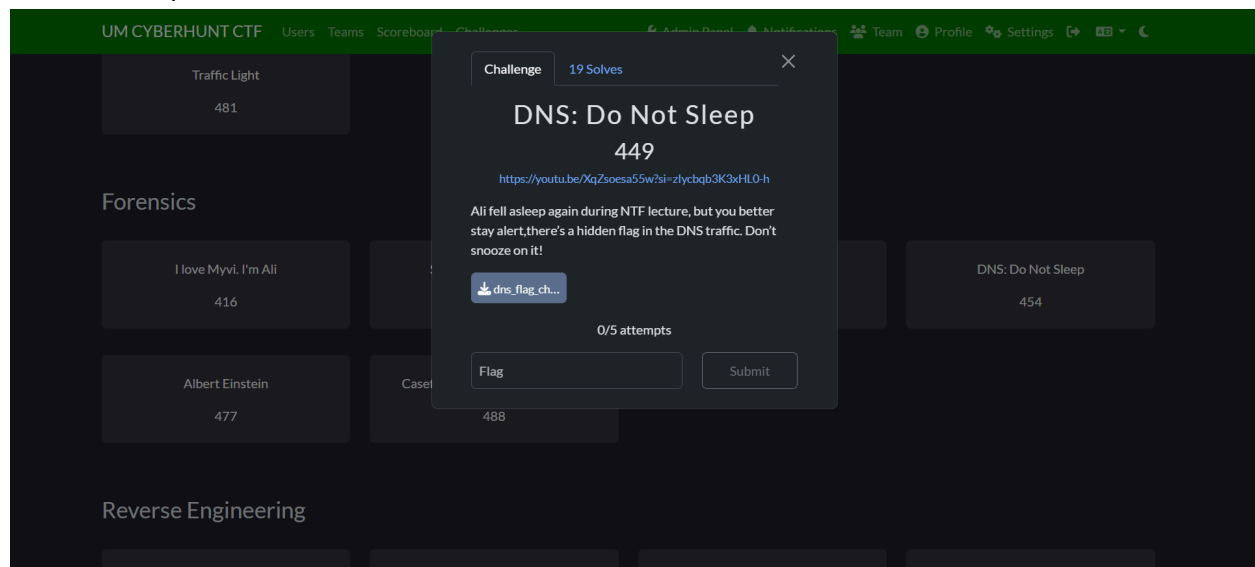 UM CYBERHUNT CTF Users Teams Scoreboard Challenges Admin Panel Notifications Team Profile Settings
Traffic Light
481
Challenge 19 Solves
DNS: Do Not Sleep
449
https://youtu.be/XqZsoesa55w?si=zIycbqb3K3xHL0-h
Ali fell asleep again during NTF lecture, but you better
stay alert,there's a hidden flag in the DNS traffic. Don't
snooze on it!
dns_flag_ch...
0/5 attempts
Flag Submit
Forensics
I love Myvi. I'm Ali
416
DNS: Do Not Sleep
454
Albert Einstein
477
488
Reverse Engineering